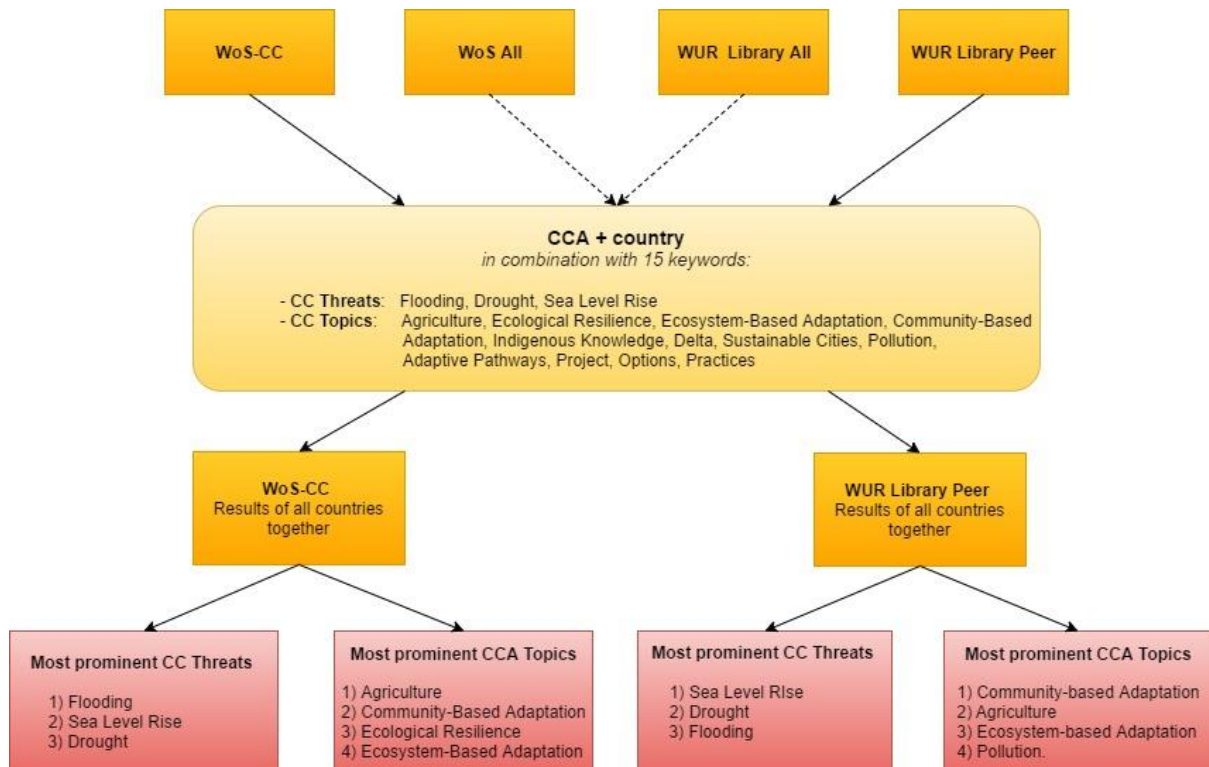 WoS-CC
WoS All
WUR Library All
WUR Library Peer
CCA + country
in combination with 15 keywords:
- CC Threats: Flooding, Drought, Sea Level Rise
- CC Topics: Agriculture, Ecological Resilience, Ecosystem-Based Adaptation, Community-Based
Adaptation, Indigenous Knowledge, Delta, Sustainable Cities, Pollution,
Adaptive Pathways, Project, Options, Practices
WoS-CC
Results of all countries
together
WUR Library Peer
Results of all countries
together
Most prominent CC Threats
1) Flooding
2) Sea Level Rise
3) Drought
Most prominent CCA Topics
1) Agriculture
2) Community-Based Adaptation
3) Ecological Resilience
4) Ecosystem-Based Adaptation
Most prominent CC Threats
1) Sea Level RIse
2) Drought
3) Flooding
Most prominent CCA Topics
1) Community-based Adaptation
2) Agriculture
3) Ecosystem-based Adaptation
4) Pollution.